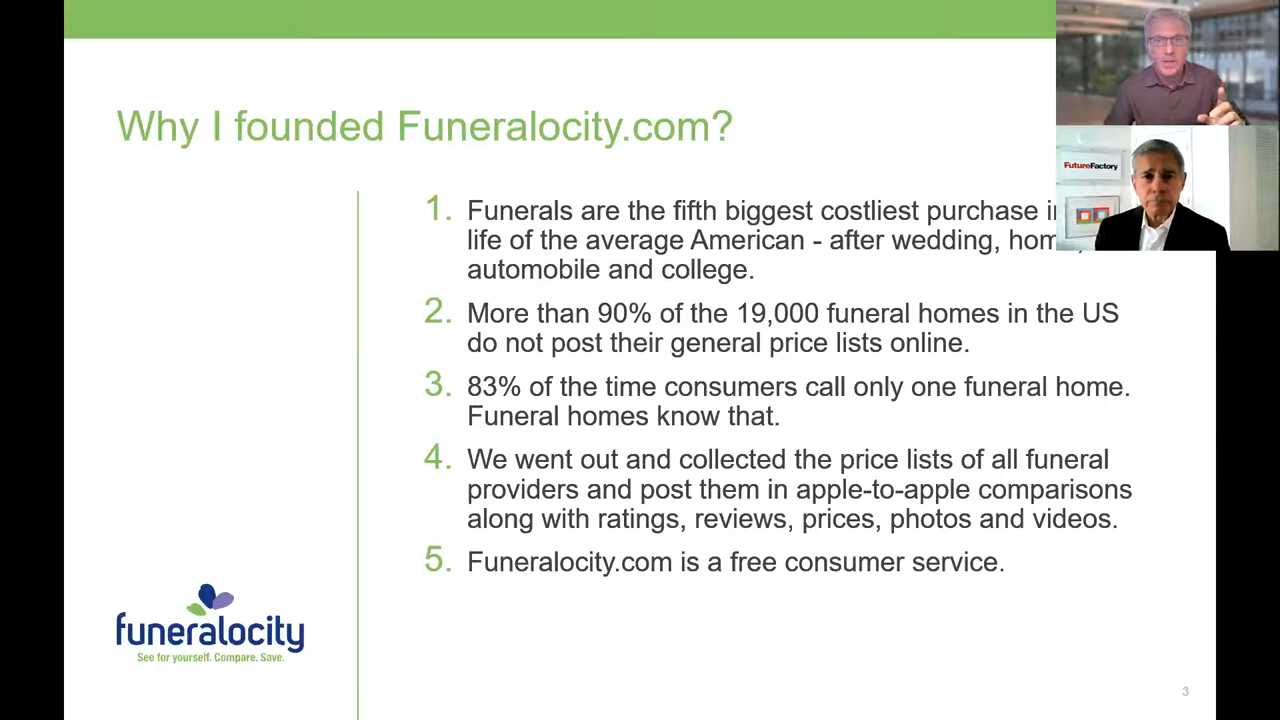 Why I founded Funeralocity.com?
FutureFactory
1. Funerals are the fifth biggest costliest purchase
life of the average American - after wedding,
automobile and college.
2. More than 90% of the 19,000 funeral homes in the US
do not post their general price lists online.
3. 83% of the time consumers call only one funeral home.
Funeral homes know that.
4. We went out and collected the price lists of all funeral
providers and post them in apple-to-apple comparisons
along with ratings, reviews, prices, photos and videos.
5. Funeralocity.com is a free consumer service.
funeralocity
See for yourself. Compare. Save.
3